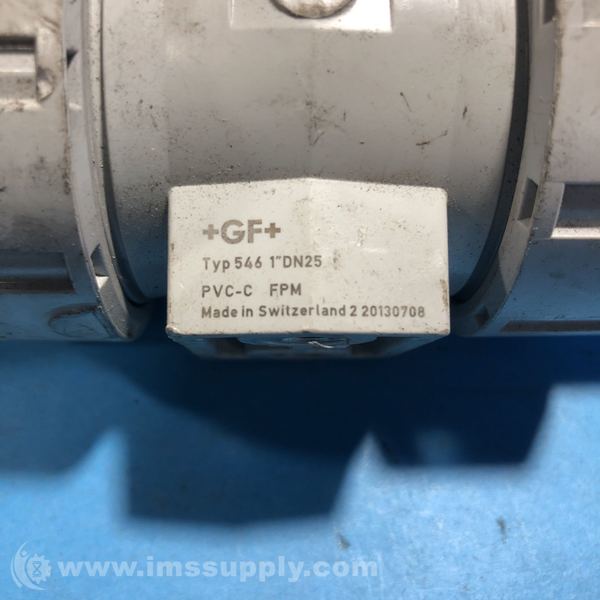 +GF+
Typ 546 1"DN25
PVC-C FPM
Made in Switzerland 2 20130708
www.imssupply.com